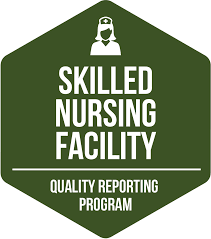 SKILLED
NURSING
FACILITY
QUALITY REPORTING
PROGRAM